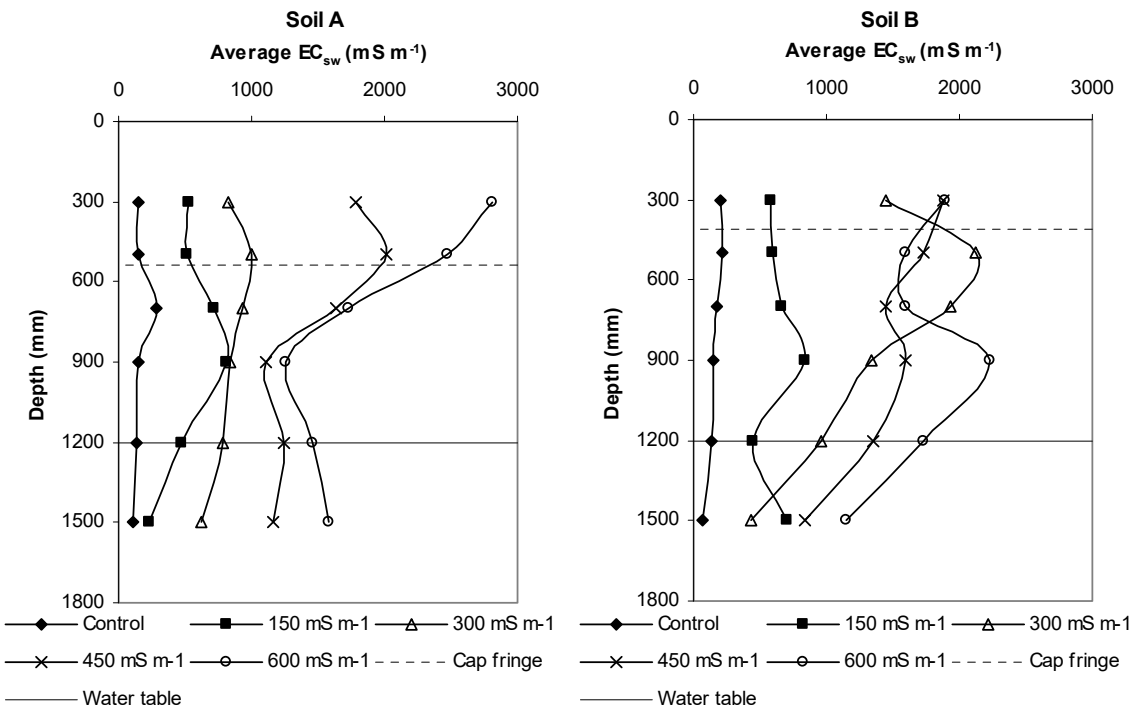 Soil A
Average ECsw (mS m-1)
0 1000 2000 3000
0
300
600
900
1200
1500
1800
Depth (mm)
Control 150 mS m-1 300 mS m-1
450 mS m-1 600 mS m-1 Cap fringe
Water table
Soil B
Average ECsw (mS m-1)
0 1000 2000 3000
0
300
600
900
1200
1500
1800
Depth (mm)
Control 150 mS m-1 300 mS m-1
450 mS m-1 600 mS m-1 Cap fringe
Water table